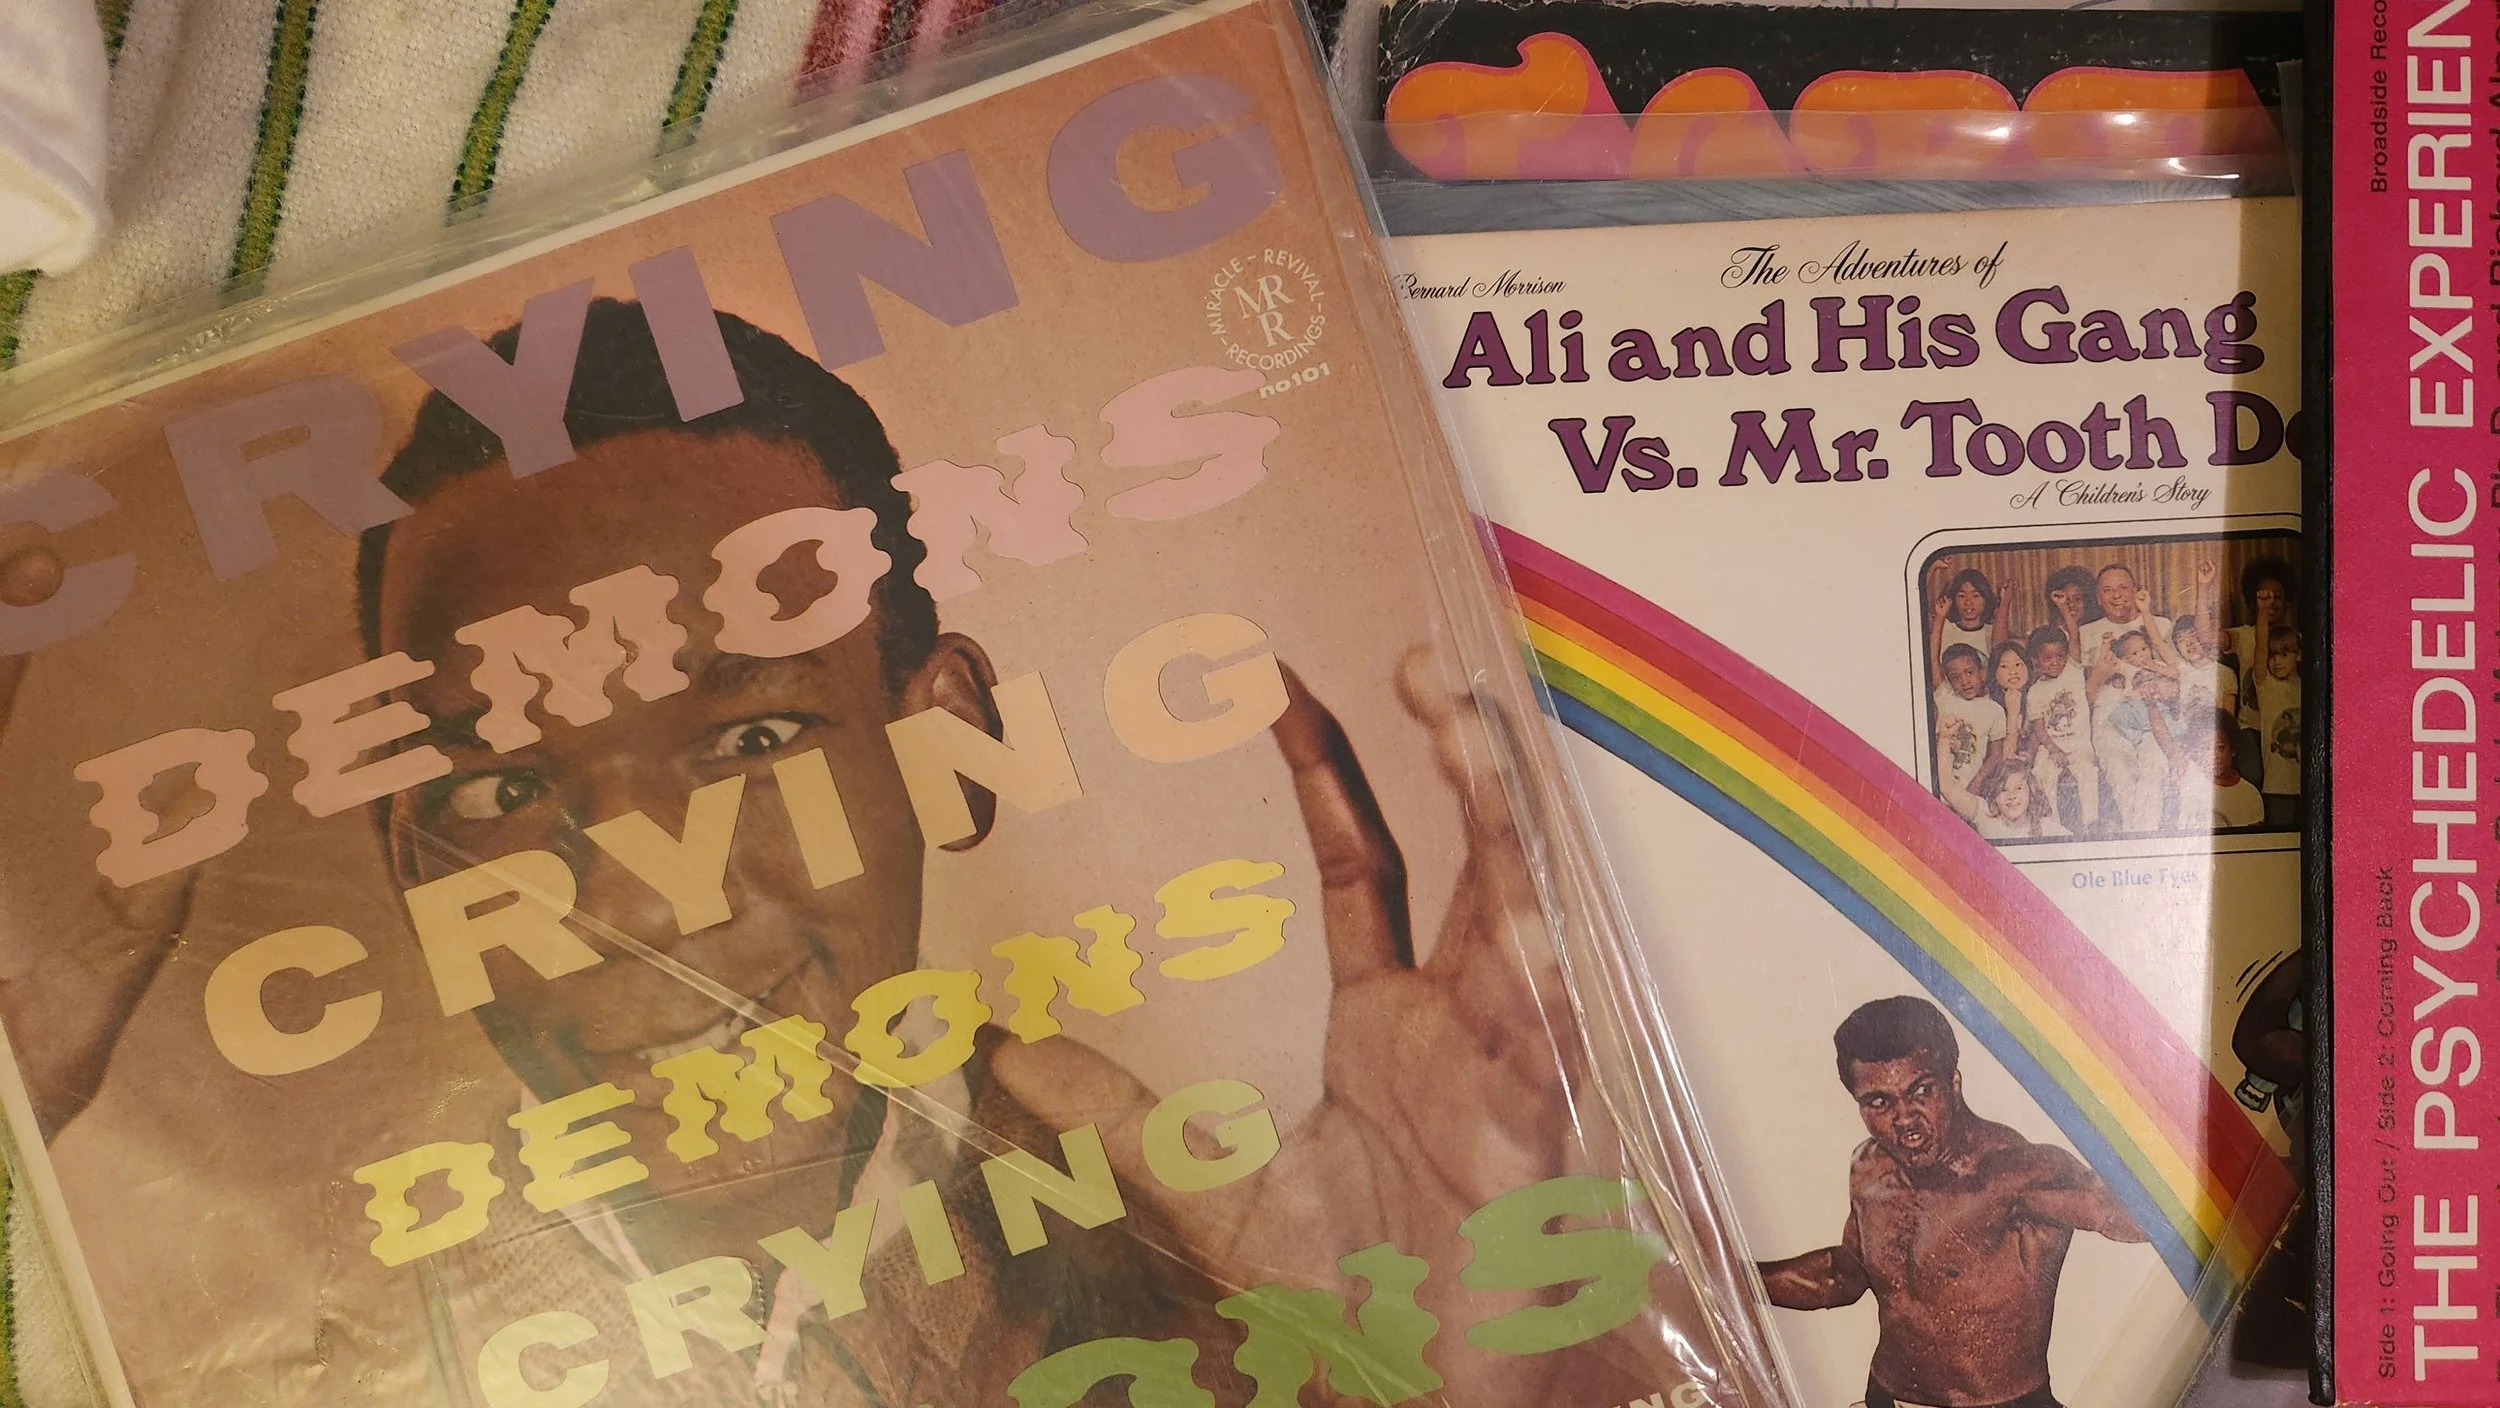 CRYING
DEMONS
CRYING
DEMONS
CRYING
MIRACLE - REVIVAL - RECORDINGS -
MR
R
no101
Bernard Morrison
The Adventures of
Ali and His Gang
Vs. Mr. Tooth
A Children's Story
Ole Blue Eyes
THE PSYCHEDELIC EXPERIEN
Broadside Reco
Side 1: Going Out / Side 2: Coming Back